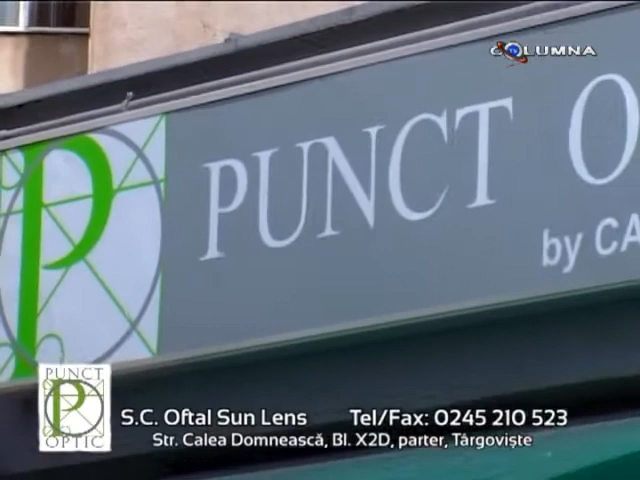 COLUMNA
P PUNCT O
by CA
PUNCT
P
OPTIC
S.C. Oftal Sun Lens Tel/Fax: 0245 210 523
Str. Calea Domnească, Bl. X2D, parter, Târgoviște